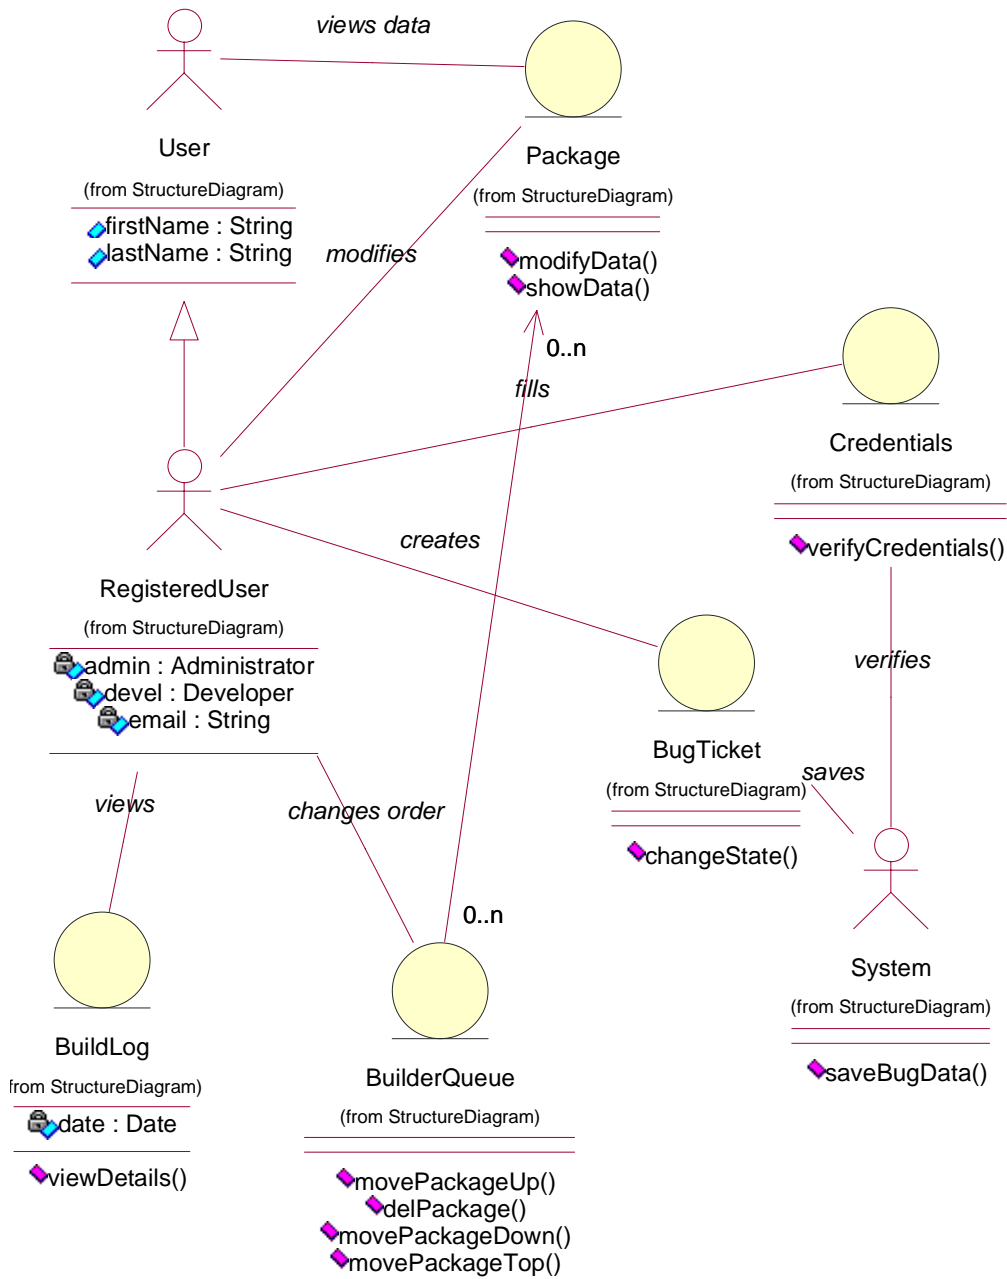 views data
User
(from StructureDiagram)
firstName : String
lastName : String
Package
(from StructureDiagram)
modifyData()
showData()
modifies
0..n
fills
Credentials
(from StructureDiagram)
verifyCredentials()
creates
RegisteredUser
(from StructureDiagram)
admin : Administrator
devel : Developer
email : String
verifies
BugTicket
(from StructureDiagram)
changeState()
saves
views
changes order
0..n
System
(from StructureDiagram)
saveBugData()
BuildLog
from StructureDiagram)
date : Date
viewDetails()
BuilderQueue
(from StructureDiagram)
movePackageUp()
delPackage()
movePackageDown()
movePackageTop()